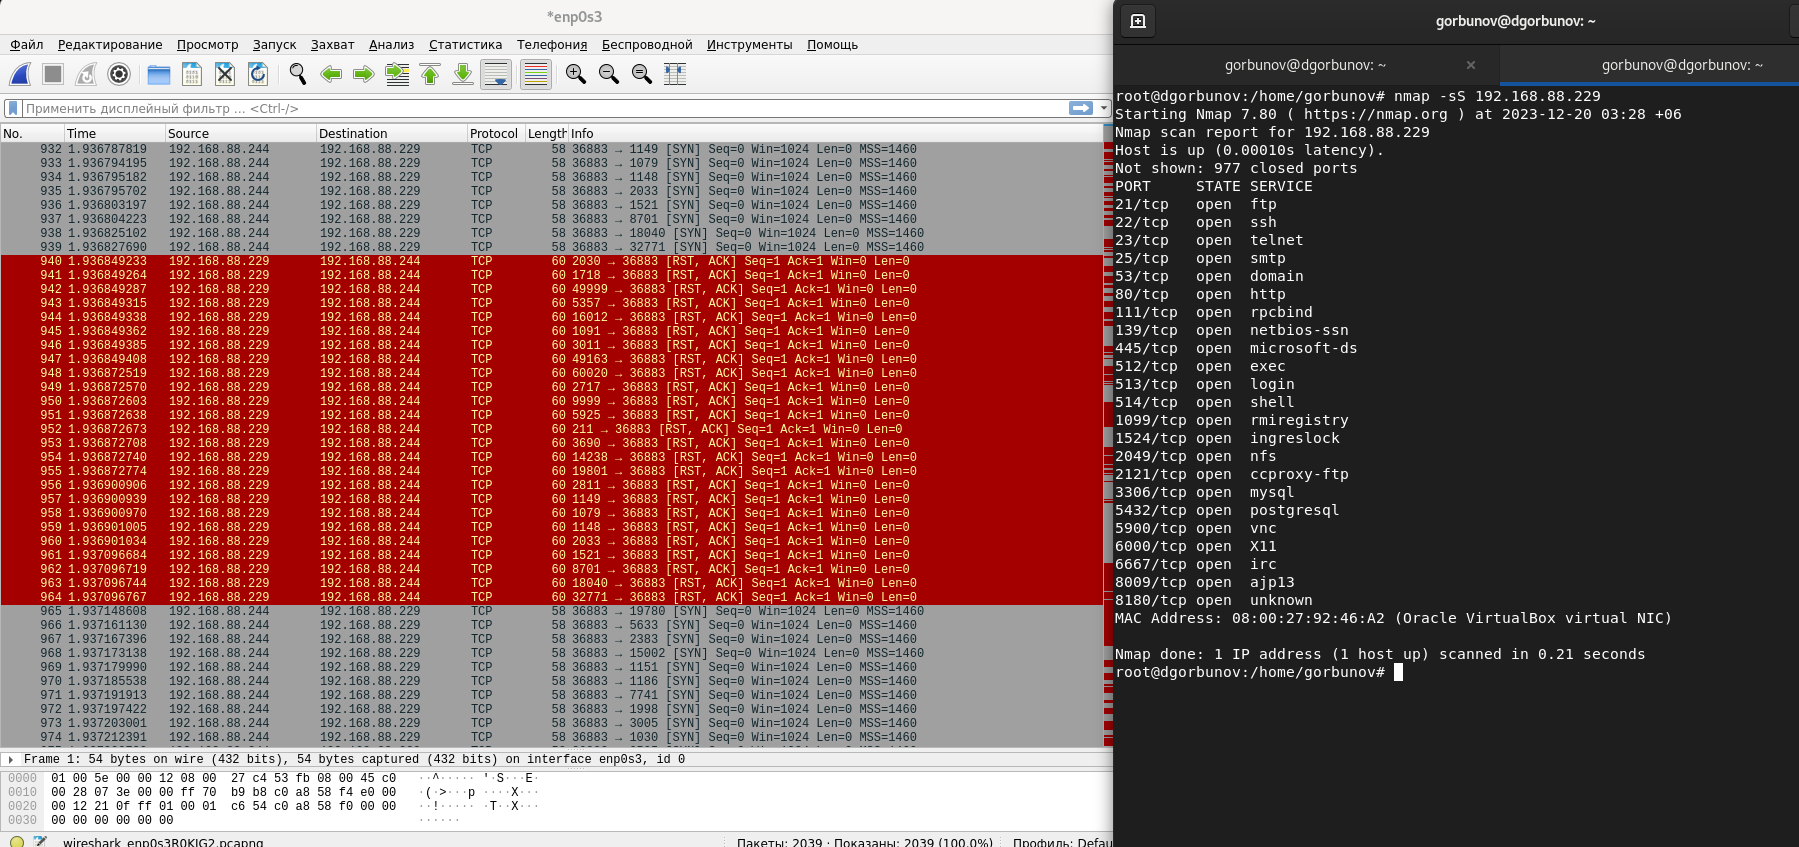 *enp0s3
Файл Редактирование Просмотр Запуск Захват Анализ Статистика Телефония Беспроводной Инструменты Помощь
Применить дисплейный фильтр ... <Ctrl-/>
No. Time Source Destination Protocol Length Info
932 1.936787819 192.168.88.244 192.168.88.229 TCP 58 36883 → 1149 [SYN] Seq=0 Win=1024 Len=0 MSS=1460
933 1.936794195 192.168.88.244 192.168.88.229 TCP 58 36883 → 1079 [SYN] Seq=0 Win=1024 Len=0 MSS=1460
934 1.936795182 192.168.88.244 192.168.88.229 TCP 58 36883 → 1148 [SYN] Seq=0 Win=1024 Len=0 MSS=1460
935 1.936795702 192.168.88.244 192.168.88.229 TCP 58 36883 → 2033 [SYN] Seq=0 Win=1024 Len=0 MSS=1460
936 1.936803197 192.168.88.244 192.168.88.229 TCP 58 36883 → 1521 [SYN] Seq=0 Win=1024 Len=0 MSS=1460
937 1.936804223 192.168.88.244 192.168.88.229 TCP 58 36883 → 8701 [SYN] Seq=0 Win=1024 Len=0 MSS=1460
938 1.936825102 192.168.88.244 192.168.88.229 TCP 58 36883 → 18040 [SYN] Seq=0 Win=1024 Len=0 MSS=1460
939 1.936827690 192.168.88.244 192.168.88.229 TCP 58 36883 → 32771 [SYN] Seq=0 Win=1024 Len=0 MSS=1460
940 1.936849233 192.168.88.229 192.168.88.244 TCP 60 2030 → 36883 [RST, ACK] Seq=1 Ack=1 Win=0 Len=0
941 1.936849264 192.168.88.229 192.168.88.244 TCP 60 1718 → 36883 [RST, ACK] Seq=1 Ack=1 Win=0 Len=0
942 1.936849287 192.168.88.229 192.168.88.244 TCP 60 49999 → 36883 [RST, ACK] Seq=1 Ack=1 Win=0 Len=0
943 1.936849315 192.168.88.229 192.168.88.244 TCP 60 5357 → 36883 [RST, ACK] Seq=1 Ack=1 Win=0 Len=0
944 1.936849338 192.168.88.229 192.168.88.244 TCP 60 16012 → 36883 [RST, ACK] Seq=1 Ack=1 Win=0 Len=0
945 1.936849362 192.168.88.229 192.168.88.244 TCP 60 1091 → 36883 [RST, ACK] Seq=1 Ack=1 Win=0 Len=0
946 1.936849385 192.168.88.229 192.168.88.244 TCP 60 3011 → 36883 [RST, ACK] Seq=1 Ack=1 Win=0 Len=0
947 1.936849408 192.168.88.229 192.168.88.244 TCP 60 49163 → 36883 [RST, ACK] Seq=1 Ack=1 Win=0 Len=0
948 1.936872519 192.168.88.229 192.168.88.244 TCP 60 60020 → 36883 [RST, ACK] Seq=1 Ack=1 Win=0 Len=0
949 1.936872570 192.168.88.229 192.168.88.244 TCP 60 2717 → 36883 [RST, ACK] Seq=1 Ack=1 Win=0 Len=0
950 1.936872603 192.168.88.229 192.168.88.244 TCP 60 9999 → 36883 [RST, ACK] Seq=1 Ack=1 Win=0 Len=0
951 1.936872638 192.168.88.229 192.168.88.244 TCP 60 5925 → 36883 [RST, ACK] Seq=1 Ack=1 Win=0 Len=0
952 1.936872673 192.168.88.229 192.168.88.244 TCP 60 211 → 36883 [RST, ACK] Seq=1 Ack=1 Win=0 Len=0
953 1.936872708 192.168.88.229 192.168.88.244 TCP 60 3690 → 36883 [RST, ACK] Seq=1 Ack=1 Win=0 Len=0
954 1.936872740 192.168.88.229 192.168.88.244 TCP 60 14238 → 36883 [RST, ACK] Seq=1 Ack=1 Win=0 Len=0
955 1.936872774 192.168.88.229 192.168.88.244 TCP 60 19801 → 36883 [RST, ACK] Seq=1 Ack=1 Win=0 Len=0
956 1.936900906 192.168.88.229 192.168.88.244 TCP 60 2811 → 36883 [RST, ACK] Seq=1 Ack=1 Win=0 Len=0
957 1.936900939 192.168.88.229 192.168.88.244 TCP 60 1149 → 36883 [RST, ACK] Seq=1 Ack=1 Win=0 Len=0
958 1.936900970 192.168.88.229 192.168.88.244 TCP 60 1079 → 36883 [RST, ACK] Seq=1 Ack=1 Win=0 Len=0
959 1.936901005 192.168.88.229 192.168.88.244 TCP 60 1148 → 36883 [RST, ACK] Seq=1 Ack=1 Win=0 Len=0
960 1.936901034 192.168.88.229 192.168.88.244 TCP 60 2033 → 36883 [RST, ACK] Seq=1 Ack=1 Win=0 Len=0
961 1.937096684 192.168.88.229 192.168.88.244 TCP 60 1521 → 36883 [RST, ACK] Seq=1 Ack=1 Win=0 Len=0
962 1.937096719 192.168.88.229 192.168.88.244 TCP 60 8701 → 36883 [RST, ACK] Seq=1 Ack=1 Win=0 Len=0
963 1.937096744 192.168.88.229 192.168.88.244 TCP 60 18040 → 36883 [RST, ACK] Seq=1 Ack=1 Win=0 Len=0
964 1.937096767 192.168.88.229 192.168.88.244 TCP 60 32771 → 36883 [RST, ACK] Seq=1 Ack=1 Win=0 Len=0
965 1.937148608 192.168.88.244 192.168.88.229 TCP 58 36883 → 19780 [SYN] Seq=0 Win=1024 Len=0 MSS=1460
966 1.937161130 192.168.88.244 192.168.88.229 TCP 58 36883 → 5633 [SYN] Seq=0 Win=1024 Len=0 MSS=1460
967 1.937167396 192.168.88.244 192.168.88.229 TCP 58 36883 → 2383 [SYN] Seq=0 Win=1024 Len=0 MSS=1460
968 1.937173138 192.168.88.244 192.168.88.229 TCP 58 36883 → 15002 [SYN] Seq=0 Win=1024 Len=0 MSS=1460
969 1.937179990 192.168.88.244 192.168.88.229 TCP 58 36883 → 1151 [SYN] Seq=0 Win=1024 Len=0 MSS=1460
970 1.937185538 192.168.88.244 192.168.88.229 TCP 58 36883 → 1186 [SYN] Seq=0 Win=1024 Len=0 MSS=1460
971 1.937191913 192.168.88.244 192.168.88.229 TCP 58 36883 → 7741 [SYN] Seq=0 Win=1024 Len=0 MSS=1460
972 1.937197422 192.168.88.244 192.168.88.229 TCP 58 36883 → 1998 [SYN] Seq=0 Win=1024 Len=0 MSS=1460
973 1.937203001 192.168.88.244 192.168.88.229 TCP 58 36883 → 3005 [SYN] Seq=0 Win=1024 Len=0 MSS=1460
974 1.937212391 192.168.88.244 192.168.88.229 TCP 58 36883 → 1030 [SYN] Seq=0 Win=1024 Len=0 MSS=1460
Frame 1: 54 bytes on wire (432 bits), 54 bytes captured (432 bits) on interface enp0s3, id 0
0000 01 00 5e 00 00 12 08 00 27 c4 53 fb 08 00 45 c0 ··^····· '·S···E·
0010 00 28 07 3e 00 00 ff 70 b9 b8 c0 a8 58 f4 e0 00 ·(·>···p ····X···
0020 00 12 21 0f ff 01 00 01 c6 54 c0 a8 58 f0 00 00 ··!····· ·T··X···
0030 00 00 00 00 00 00 ······
wireshark_enp0s3R0KIG2.pcapng Пакеты: 2039 · Показаны: 2039 (100.0%) Профиль: Defau
gorbunov@dgorbunov: ~
gorbunov@dgorbunov: ~ × gorbunov@dgorbunov: ~
root@dgorbunov:/home/gorbunov# nmap -sS 192.168.88.229
Starting Nmap 7.80 ( https://nmap.org ) at 2023-12-20 03:28 +06
Nmap scan report for 192.168.88.229
Host is up (0.00010s latency).
Not shown: 977 closed ports
PORT STATE SERVICE
21/tcp open ftp
22/tcp open ssh
23/tcp open telnet
25/tcp open smtp
53/tcp open domain
80/tcp open http
111/tcp open rpcbind
139/tcp open netbios-ssn
445/tcp open microsoft-ds
512/tcp open exec
513/tcp open login
514/tcp open shell
1099/tcp open rmiregistry
1524/tcp open ingreslock
2049/tcp open nfs
2121/tcp open ccproxy-ftp
3306/tcp open mysql
5432/tcp open postgresql
5900/tcp open vnc
6000/tcp open X11
6667/tcp open irc
8009/tcp open ajp13
8180/tcp open unknown
MAC Address: 08:00:27:92:46:A2 (Oracle VirtualBox virtual NIC)
Nmap done: 1 IP address (1 host up) scanned in 0.21 seconds
root@dgorbunov:/home/gorbunov#